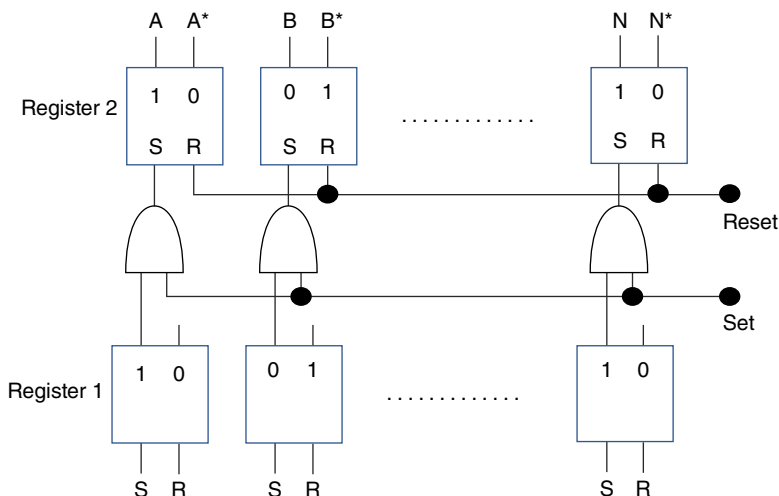 A A* B B* N N*
1 0 0 1 1 0
Register 2
. . . . . . . . . . . . .
S R S R S R
Reset
Set
1 0 0 1 1 0
Register 1
. . . . . . . . . . . . .
S R S R S R